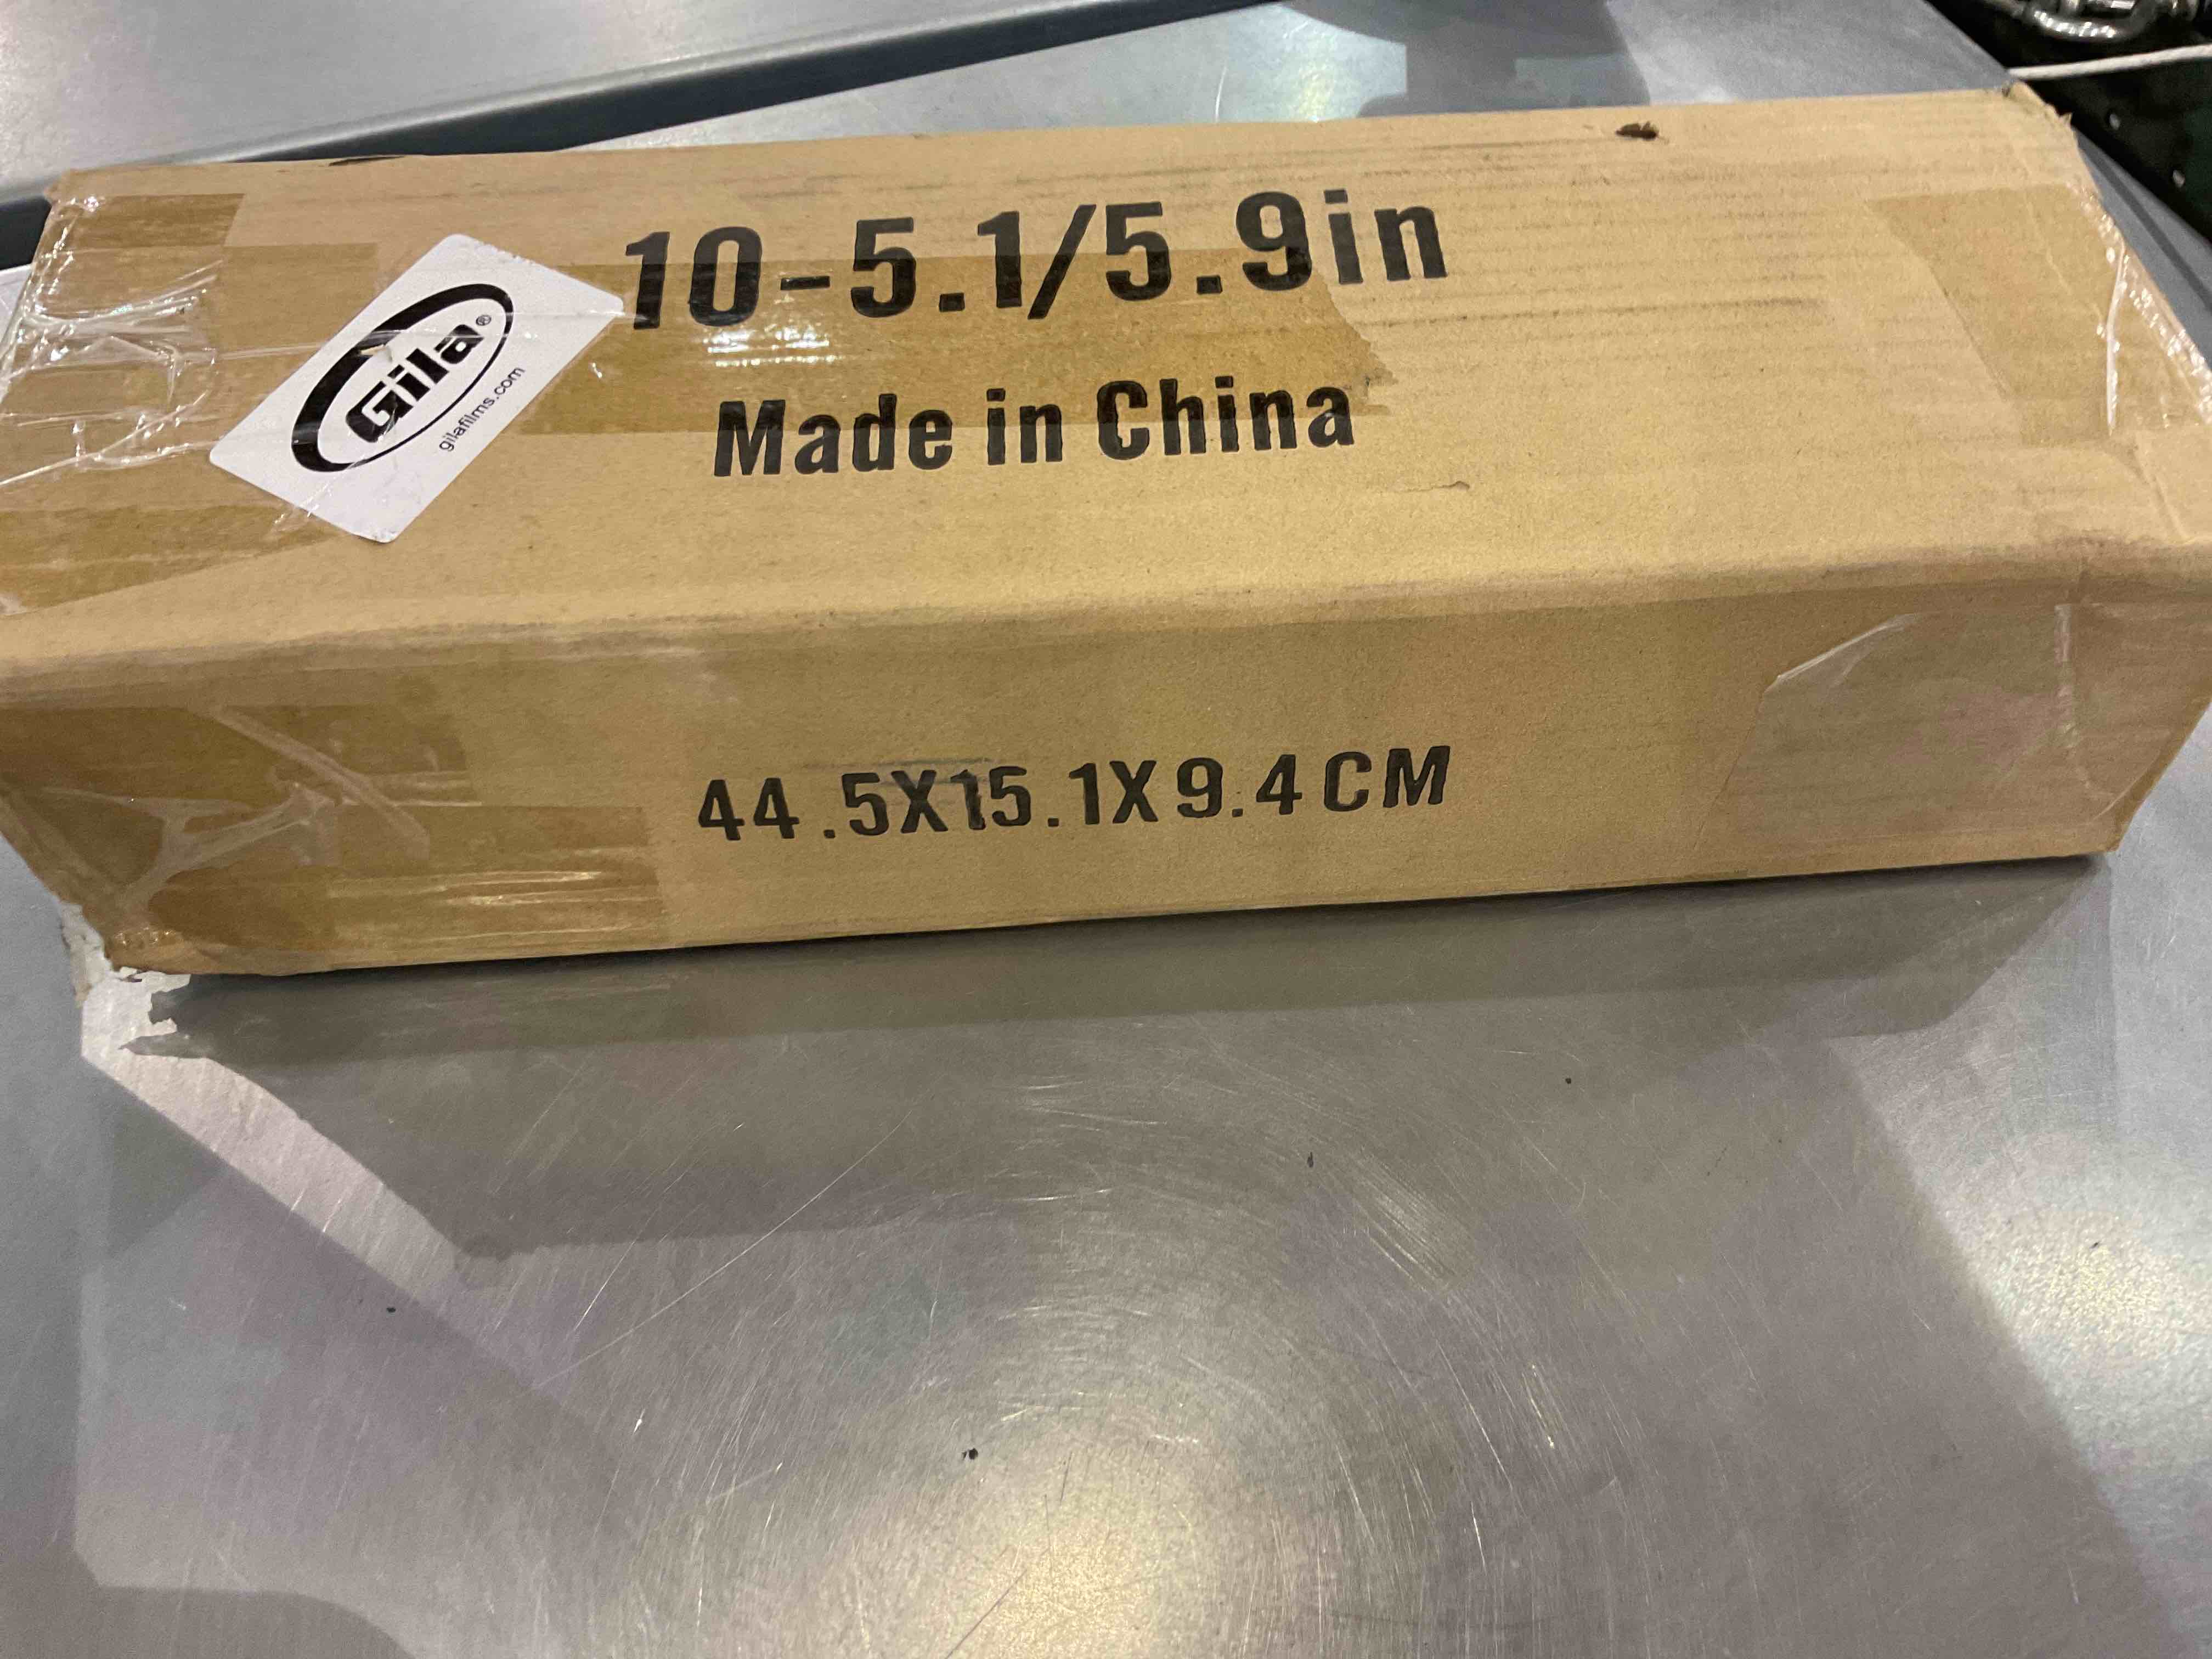 10-5.1/5.9in
Gila®
gilafilms.com
Made in China
44.5X15.1X9.4CM